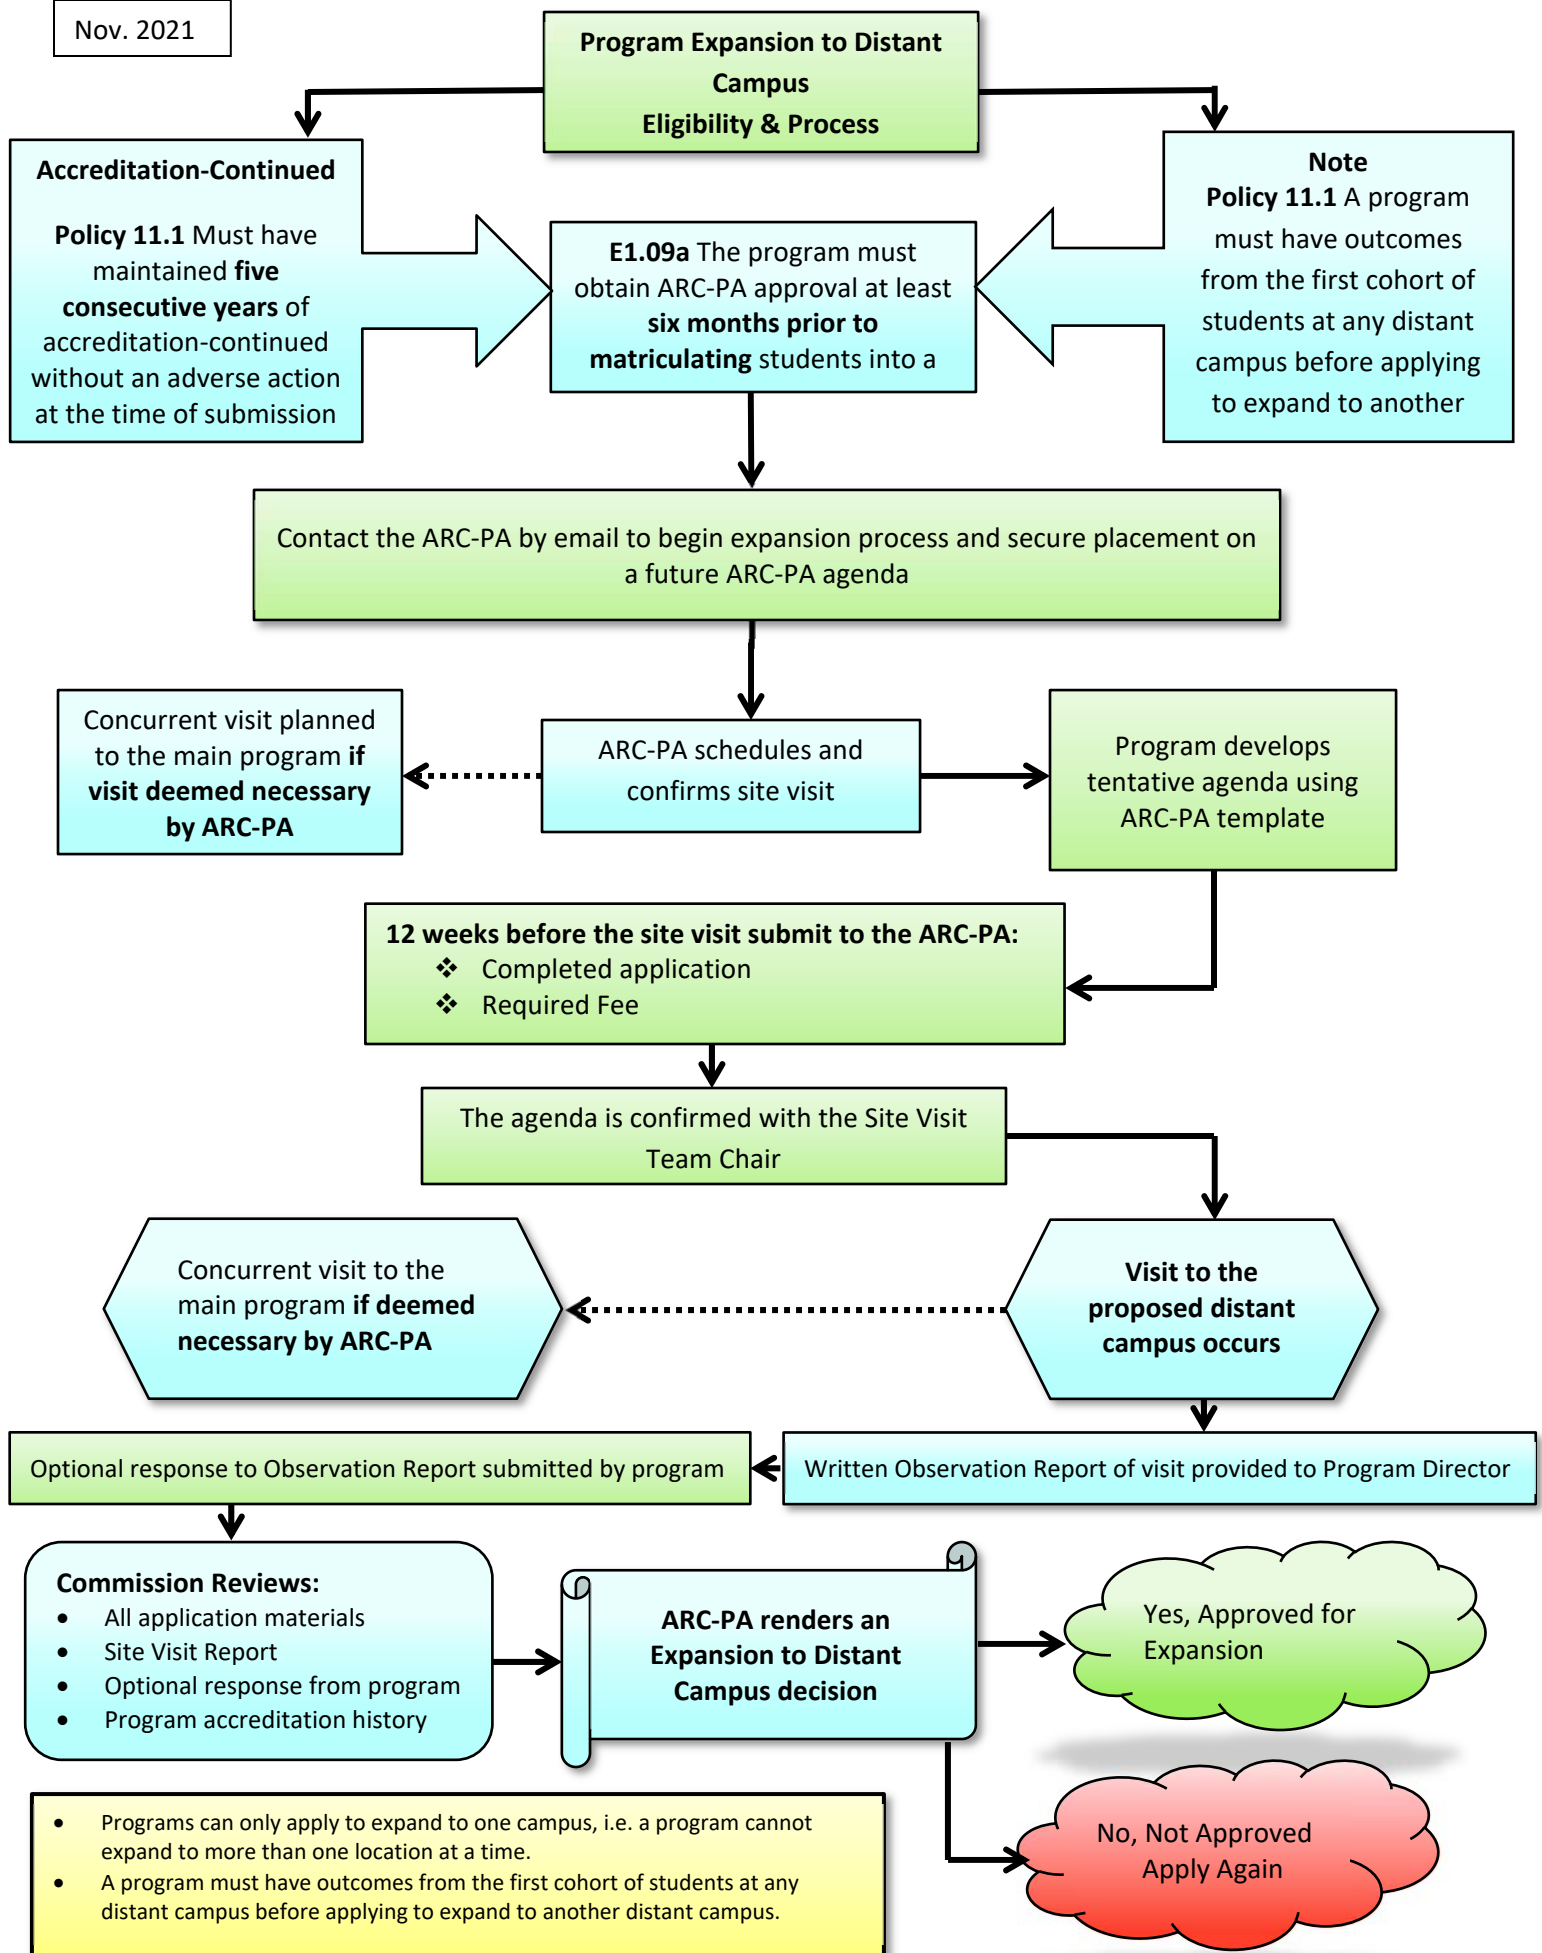 Nov. 2021
Program Expansion to Distant
Campus
Eligibility & Process
Accreditation-Continued
Policy 11.1 Must have
maintained five
consecutive years of
accreditation-continued
without an adverse action
at the time of submission
E1.09a The program must
obtain ARC-PA approval at least
six months prior to
matriculating students into a
Note
Policy 11.1 A program
must have outcomes
from the first cohort of
students at any distant
campus before applying
to expand to another
Contact the ARC-PA by email to begin expansion process and secure placement on
a future ARC-PA agenda
Concurrent visit planned
to the main program if
visit deemed necessary
by ARC-PA
ARC-PA schedules and
confirms site visit
Program develops
tentative agenda using
ARC-PA template
12 weeks before the site visit submit to the ARC-PA:
❖ Completed application
❖ Required Fee
The agenda is confirmed with the Site Visit
Team Chair
Concurrent visit to the
main program if deemed
necessary by ARC-PA
Visit to the
proposed distant
campus occurs
Optional response to Observation Report submitted by program
Written Observation Report of visit provided to Program Director
Commission Reviews:
• All application materials
• Site Visit Report
• Optional response from program
• Program accreditation history
ARC-PA renders an
Expansion to Distant
Campus decision
Yes, Approved for
Expansion
No, Not Approved
Apply Again
• Programs can only apply to expand to one campus, i.e. a program cannot
expand to more than one location at a time.
• A program must have outcomes from the first cohort of students at any
distant campus before applying to expand to another distant campus.